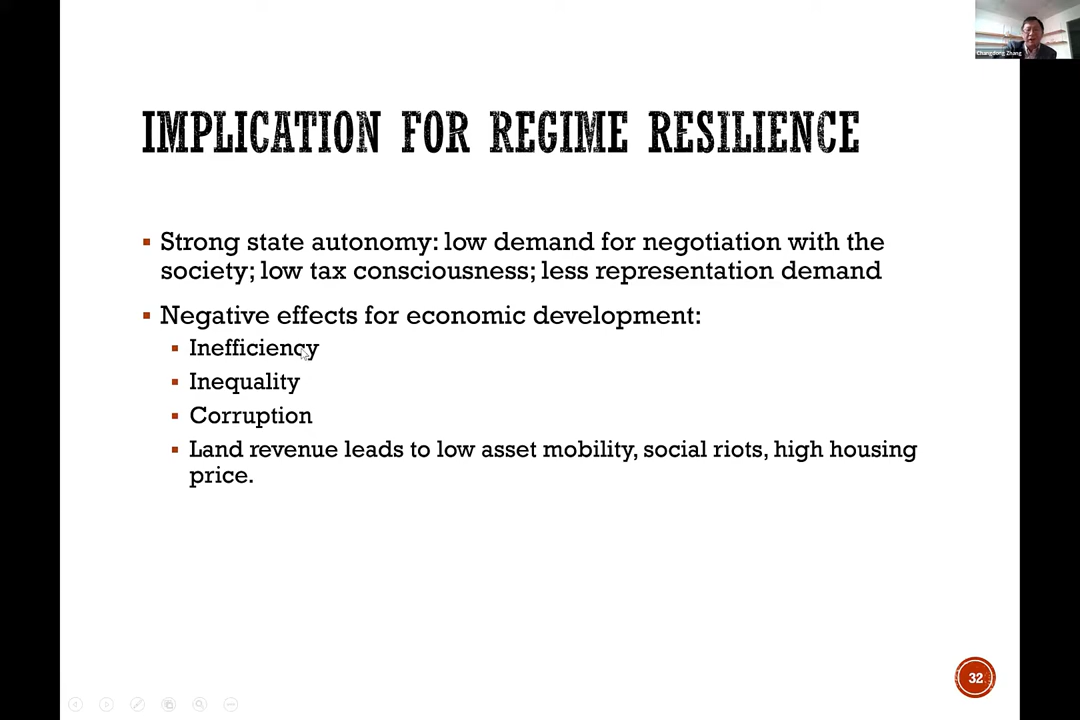 Changdong Zhang
IMPLICATION FOR REGIME RESILIENCE
▪ Strong state autonomy: low demand for negotiation with the
society; low tax consciousness; less representation demand
▪ Negative effects for economic development:
▪ Inefficiency
▪ Inequality
▪ Corruption
▪ Land revenue leads to low asset mobility, social riots, high housing
price.
32